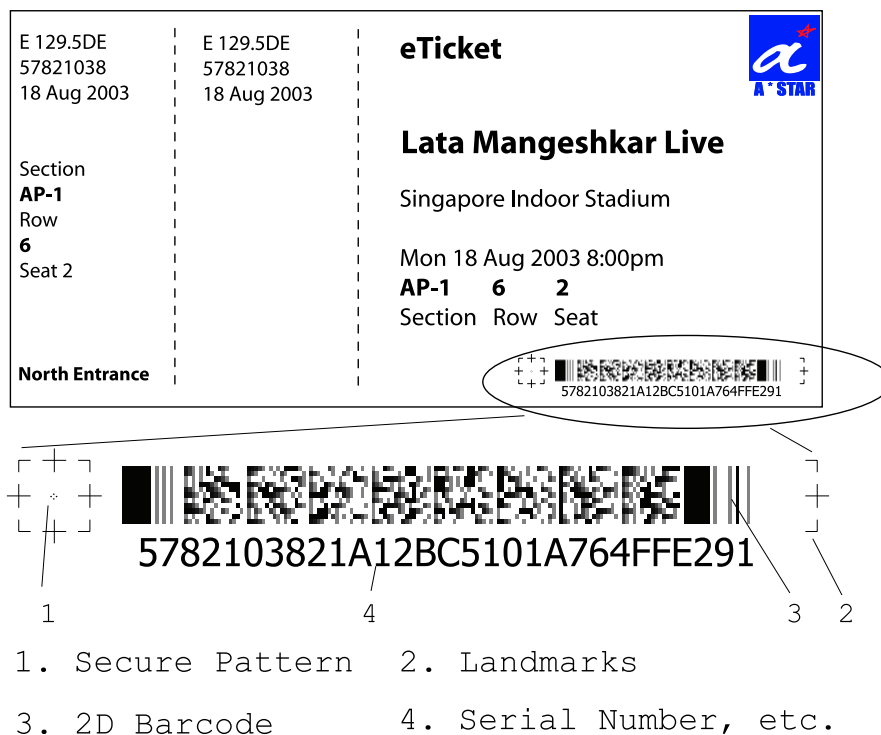 E 129.5DE
57821038
18 Aug 2003
Section
AP-1
Row
6
Seat 2
North Entrance
E 129.5DE
57821038
18 Aug 2003
eTicket
α
A*STAR
Lata Mangeshkar Live
Singapore Indoor Stadium
Mon 18 Aug 2003 8:00pm
AP-1 6 2
Section Row Seat
5782103821A12BC5101A764FFE291
5782103821A12BC5101A764FFE291
1 4 3 2
1. Secure Pattern 2. Landmarks
3. 2D Barcode 4. Serial Number, etc.